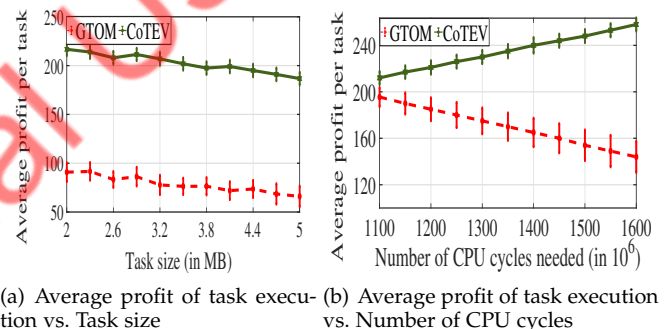 250
GTOM CoTEV
200
150
100
50
2 2.6 3.2 3.8 4.4 5
Task size (in MB)
Average profit per task
GTOM CoTEV
240
200
160
120
1100 1200 1300 1400 1500 1600
Number of CPU cycles needed (in 10^6)
Average profit per task
(a) Average profit of task execu-
tion vs. Task size
(b) Average profit of task execution
vs. Number of CPU cycles